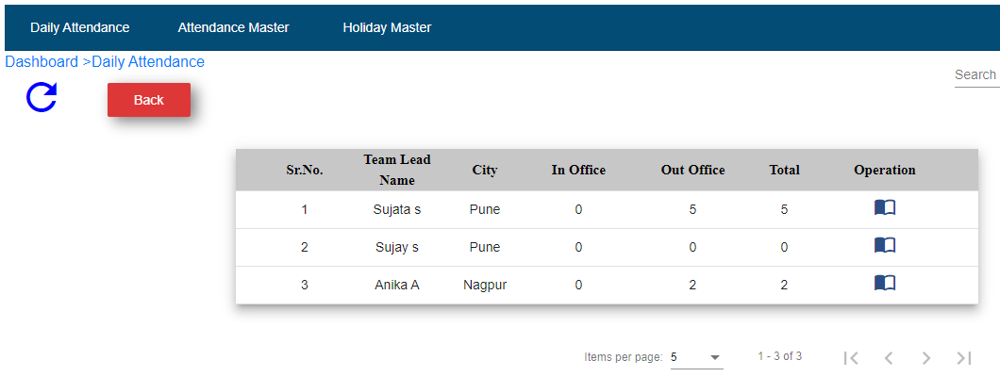 Daily Attendance Attendance Master Holiday Master
Dashboard >Daily Attendance
Search
Back
Sr.No. Team Lead Name City In Office Out Office Total Operation
1 Sujata s Pune 0 5 5
2 Sujay s Pune 0 0 0
3 Anika A Nagpur 0 2 2
Items per page: 5 1 - 3 of 3